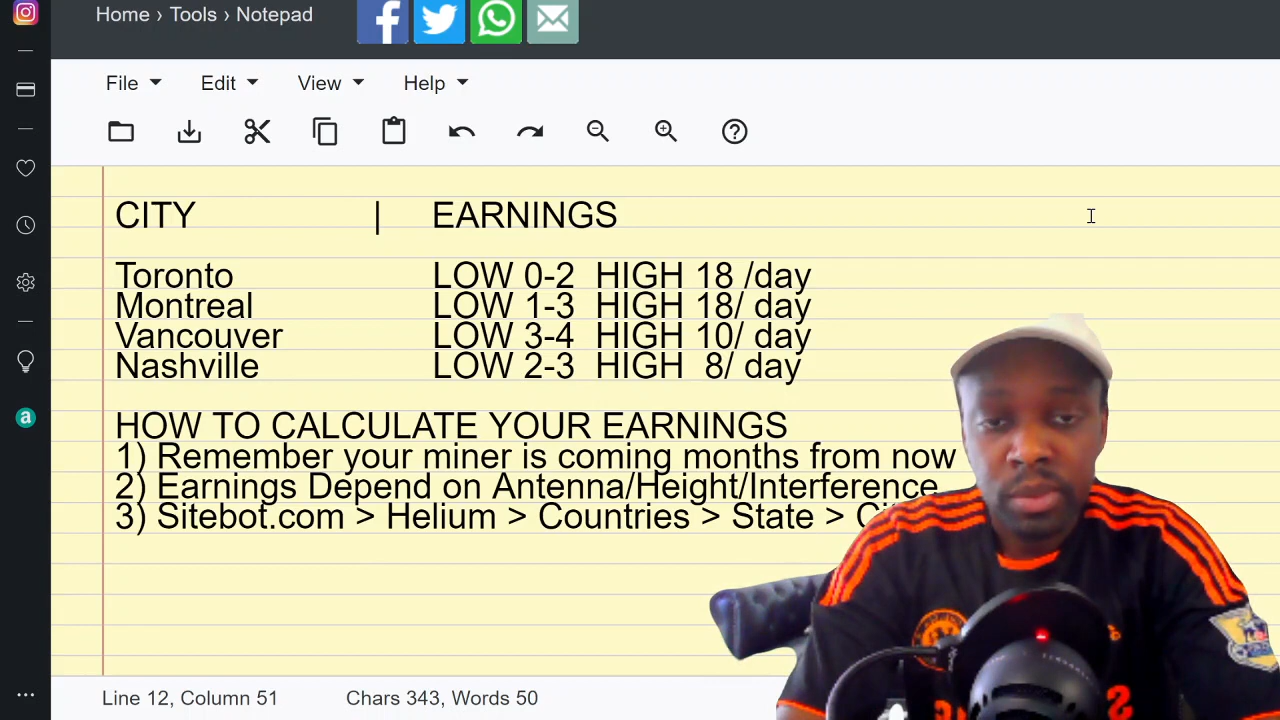 Home › Tools › Notepad
File Edit View Help
CITY | EARNINGS
Toronto LOW 0-2 HIGH 18 /day
Montreal LOW 1-3 HIGH 18/ day
Vancouver LOW 3-4 HIGH 10/ day
Nashville LOW 2-3 HIGH 8/ day
HOW TO CALCULATE YOUR EARNINGS
1) Remember your miner is coming months from now
2) Earnings Depend on Antenna/Height/Interference
3) Sitebot.com > Helium > Countries > State >
Line 12, Column 51 Chars 343, Words 50
a